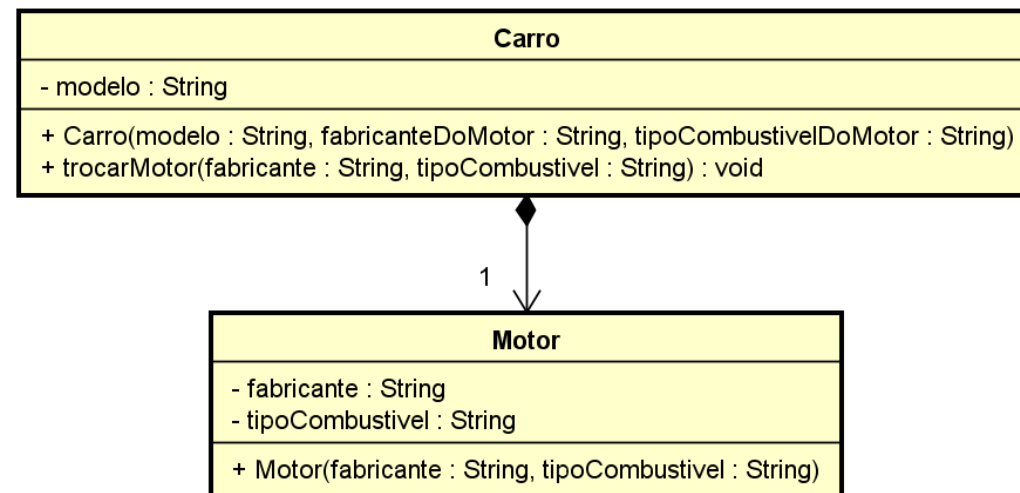 Carro
- modelo : String
+ Carro(modelo : String, fabricanteDoMotor : String, tipoCombustivelDoMotor : String)
+ trocarMotor(fabricante : String, tipoCombustivel : String) : void
1
Motor
- fabricante : String
- tipoCombustivel : String
+ Motor(fabricante : String, tipoCombustivel : String)